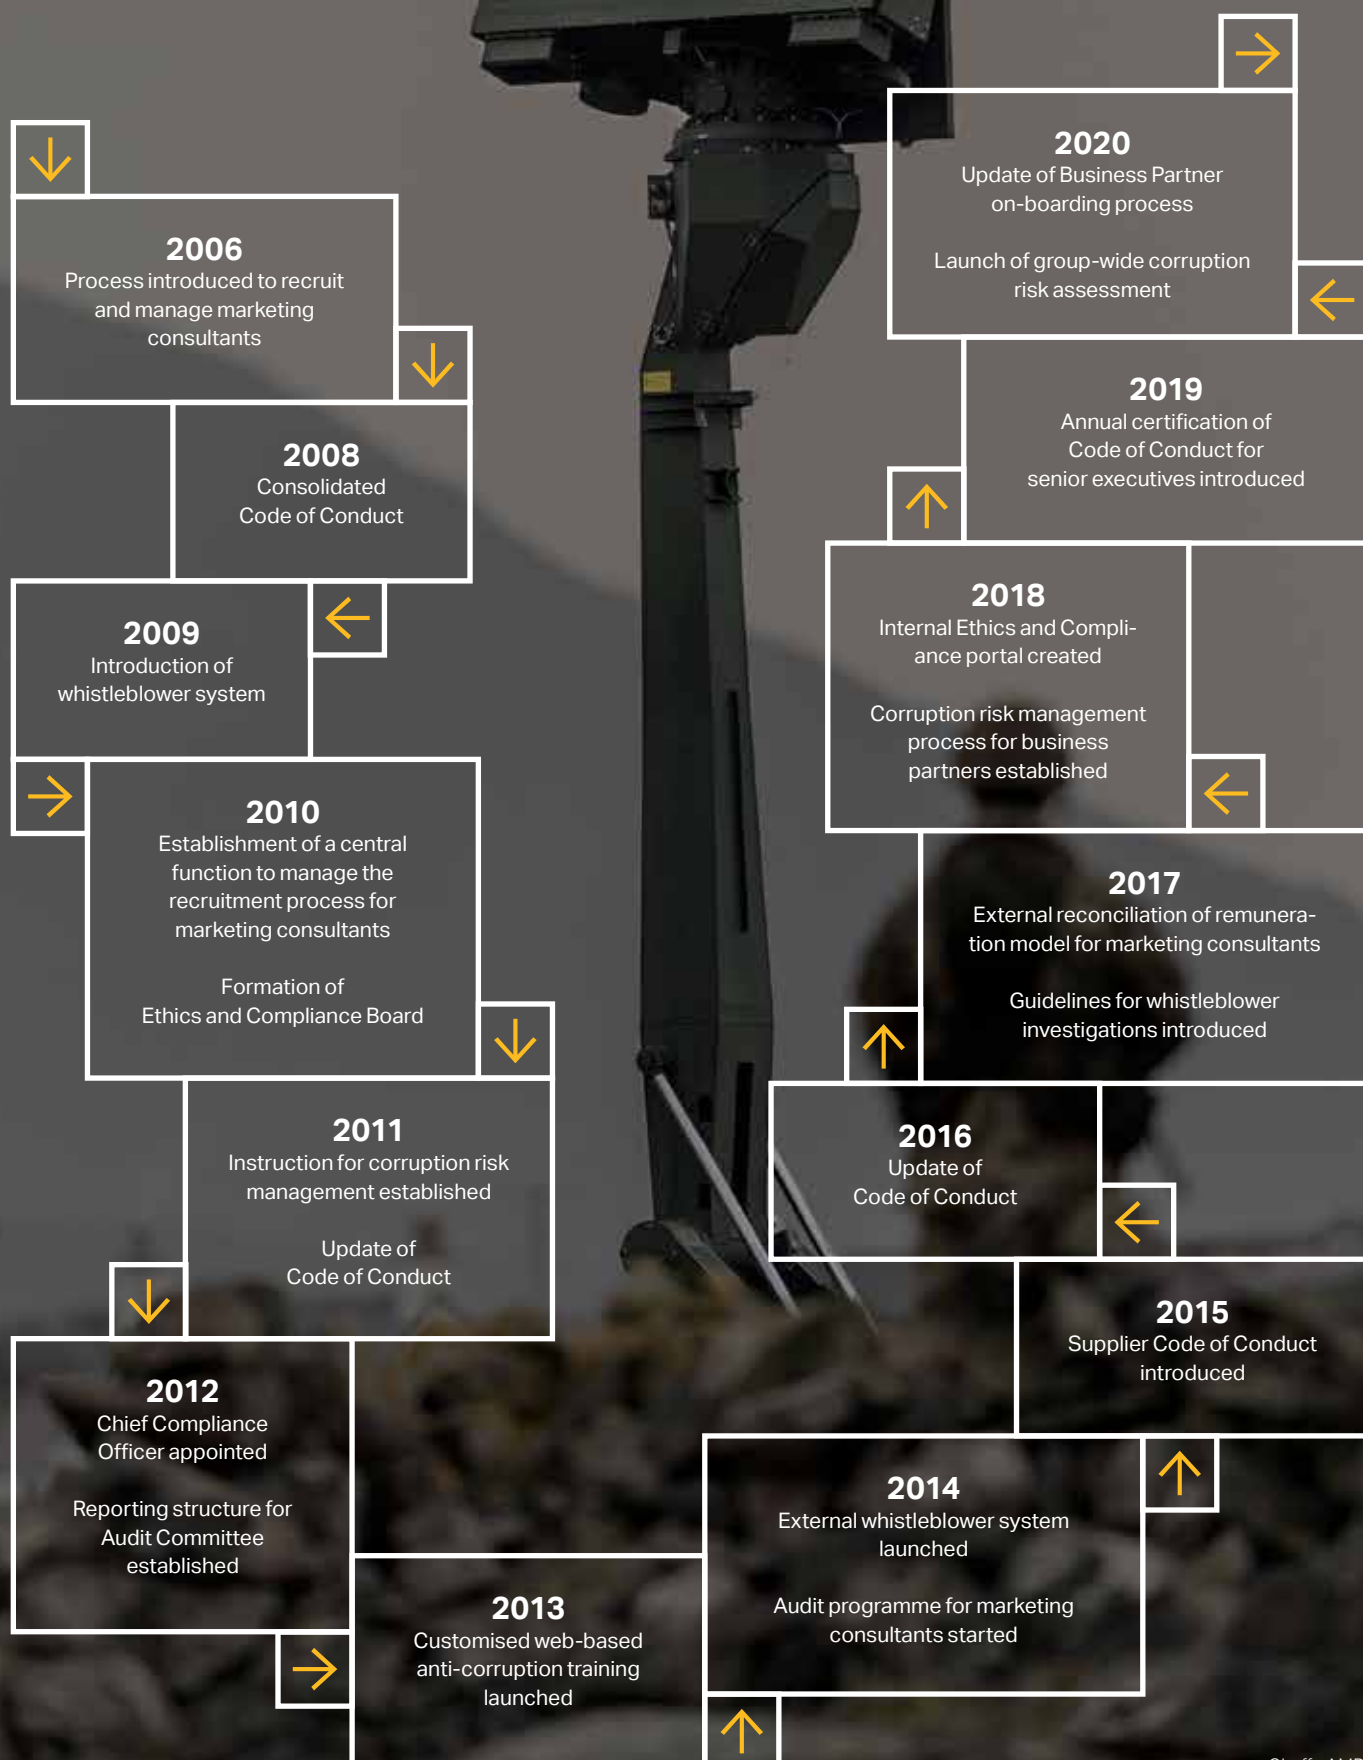 2006
Process introduced to recruit
and manage marketing
consultants
2008
Consolidated
Code of Conduct
2009
Introduction of
whistleblower system
2010
Establishment of a central
function to manage the
recruitment process for
marketing consultants
Formation of
Ethics and Compliance Board
2011
Instruction for corruption risk
management established
Update of
Code of Conduct
2012
Chief Compliance
Officer appointed
Reporting structure for
Audit Committee
established
2013
Customised web-based
anti-corruption training
launched
2014
External whistleblower system
launched
Audit programme for marketing
consultants started
2015
Supplier Code of Conduct
introduced
2016
Update of
Code of Conduct
2017
External reconciliation of remunera-
tion model for marketing consultants
Guidelines for whistleblower
investigations introduced
2018
Internal Ethics and Compli-
ance portal created
Corruption risk management
process for business
partners established
2019
Annual certification of
Code of Conduct for
senior executives introduced
2020
Update of Business Partner
on-boarding process
Launch of group-wide corruption
risk assessment